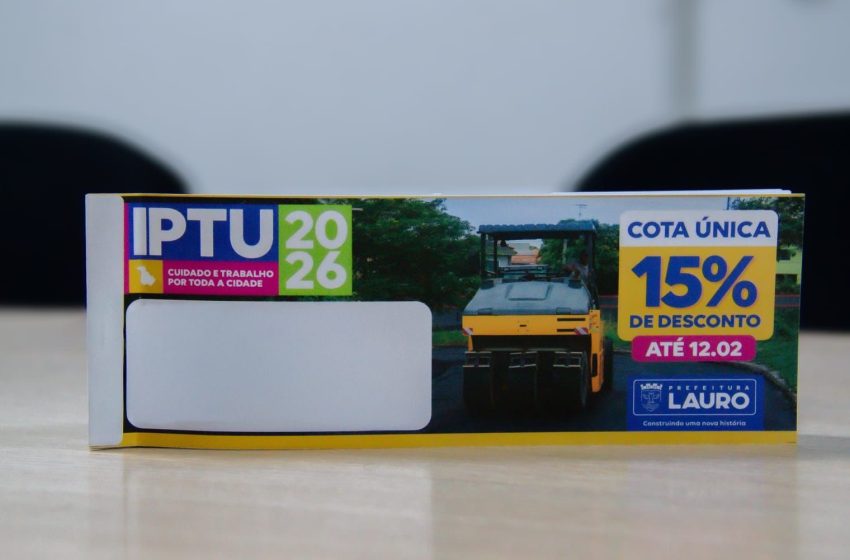 IPTU
20
26
CUIDADO E TRABALHO
POR TODA A CIDADE
COTA ÚNICA
15%
DE DESCONTO
ATÉ 12.02
PREFEITURA
LAURO
Construindo uma nova história